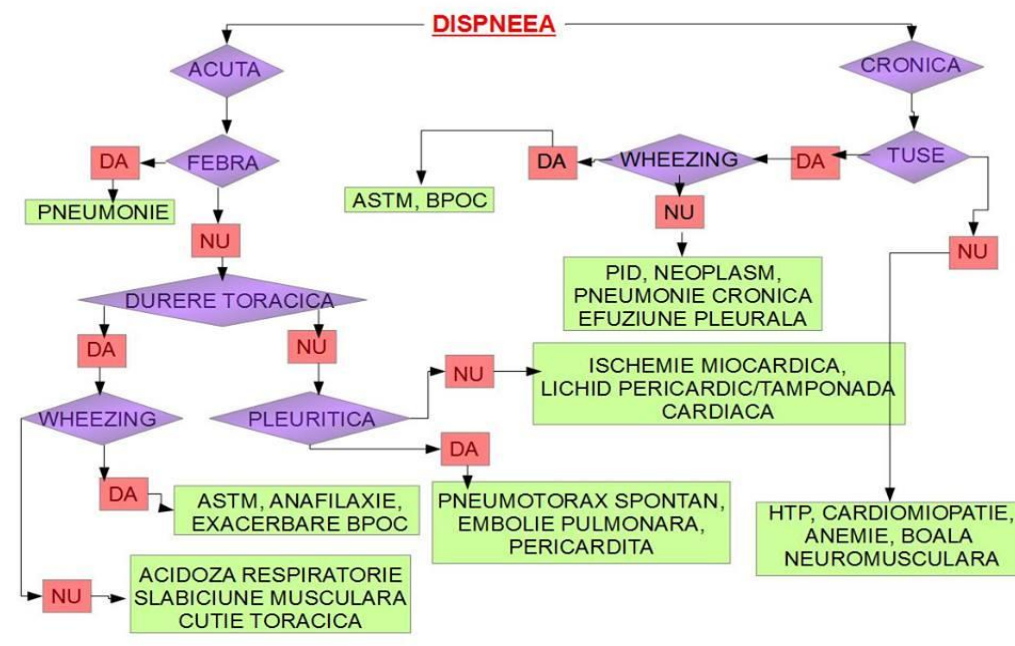 DISPNEEA
ACUTA
CRONICA
FEBRA
DA
PNEUMONIE
NU
DURERE TORACICA
DA
NU
WHEEZING
PLEURITICA
DA
ASTM, ANAFILAXIE,
EXACERBARE BPOC
NU
ACIDOZA RESPIRATORIE
SLABICIUNE MUSCULARA
CUTIE TORACICA
NU
ISCHEMIE MIOCARDICA,
LICHID PERICARDIC/TAMPONADA
CARDIACA
DA
PNEUMOTORAX SPONTAN,
EMBOLIE PULMONARA,
PERICARDITA
TUSE
DA
WHEEZING
DA
ASTM, BPOC
NU
PID, NEOPLASM,
PNEUMONIE CRONICA
EFUZIUNE PLEURALA
NU
HTP, CARDIOMIOPATIE,
ANEMIE, BOALA
NEUROMUSCULARA